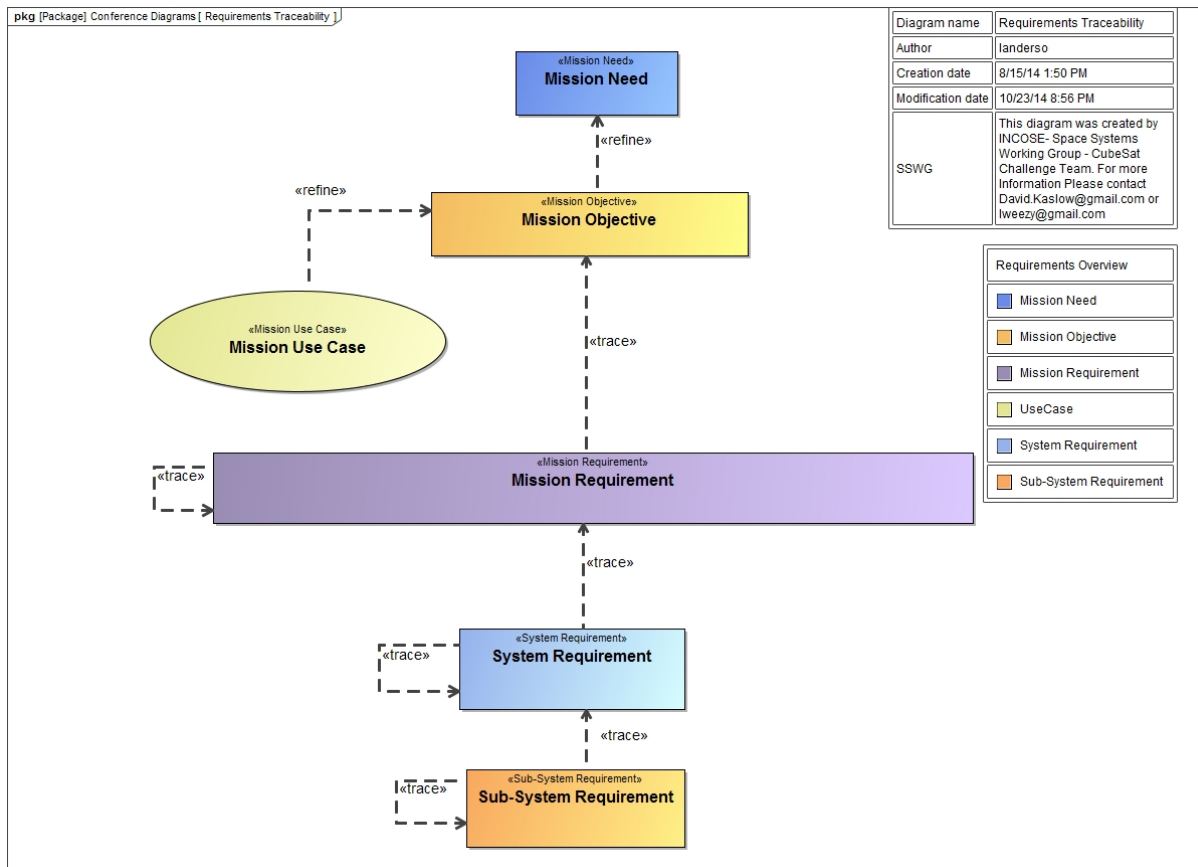 pkg [Package] Conference Diagrams [ Requirements Traceability ]
Diagram name Requirements Traceability
Author landerso
Creation date 8/15/14 1:50 PM
Modification date 10/23/14 8:56 PM
SSWG
This diagram was created by
INCOSE- Space Systems
Working Group - CubeSat
Challenge Team. For more
Information Please contact
David.Kaslow@gmail.com or
lweezy@gmail.com
«Mission Need»
Mission Need
«refine»
«refine»
«Mission Objective»
Mission Objective
«Mission Use Case»
Mission Use Case
«trace»
Requirements Overview
Mission Need
Mission Objective
Mission Requirement
UseCase
System Requirement
Sub-System Requirement
«Mission Requirement»
Mission Requirement
«trace»
«trace»
«System Requirement»
System Requirement
«trace»
«trace»
«Sub-System Requirement»
Sub-System Requirement
«trace»